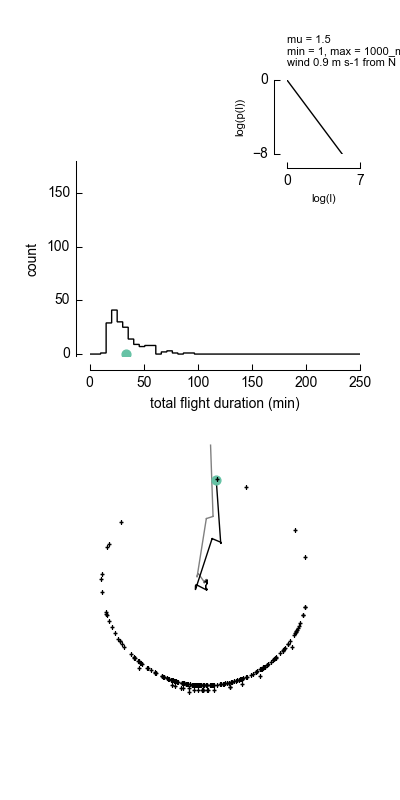 mu = 1.5
min = 1, max = 1000_m
wind 0.9 m s-1 from N
0
log(p(l))
−8
0 7
log(l)
150
100
count
50
0
0 50 100 150 200 250
total flight duration (min)